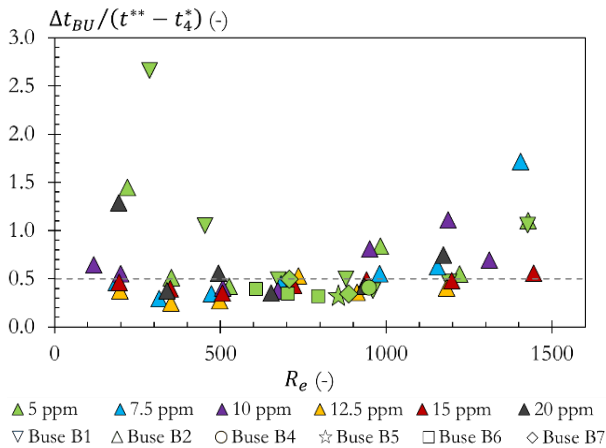 Δt_BU/(t** − t*_4) (-)
3.0
2.5
2.0
1.5
1.0
0.5
0.0
0 500 1000 1500
R_e (-)
5 ppm 7.5 ppm 10 ppm 12.5 ppm 15 ppm 20 ppm
Buse B1 Buse B2 Buse B4 Buse B5 Buse B6 Buse B7